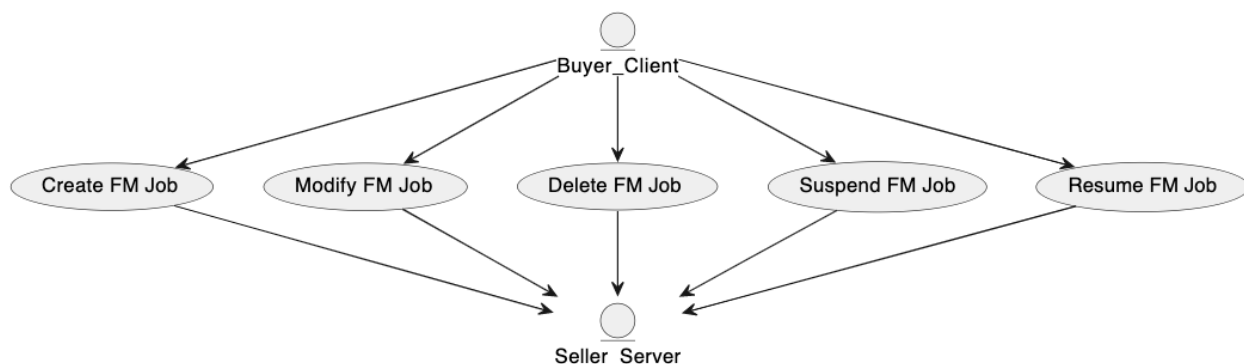 Buyer_Client
Create FM Job
Modify FM Job
Delete FM Job
Suspend FM Job
Resume FM Job
Seller_Server